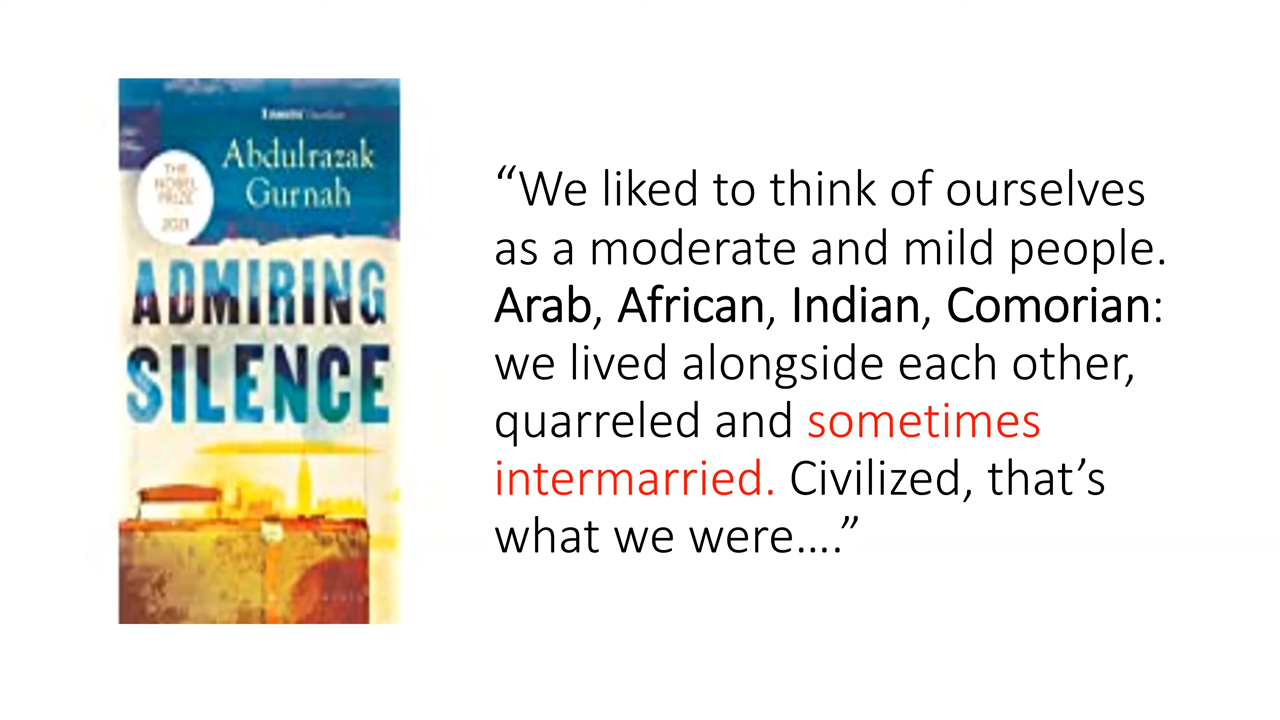 Abdulrazak
Gurnah
THE
NOBEL
PRIZE
2021
ADMIRING
SILENCE
“We liked to think of ourselves
as a moderate and mild people.
Arab, African, Indian, Comorian:
we lived alongside each other,
quarreled and sometimes
intermarried. Civilized, that’s
what we were….”